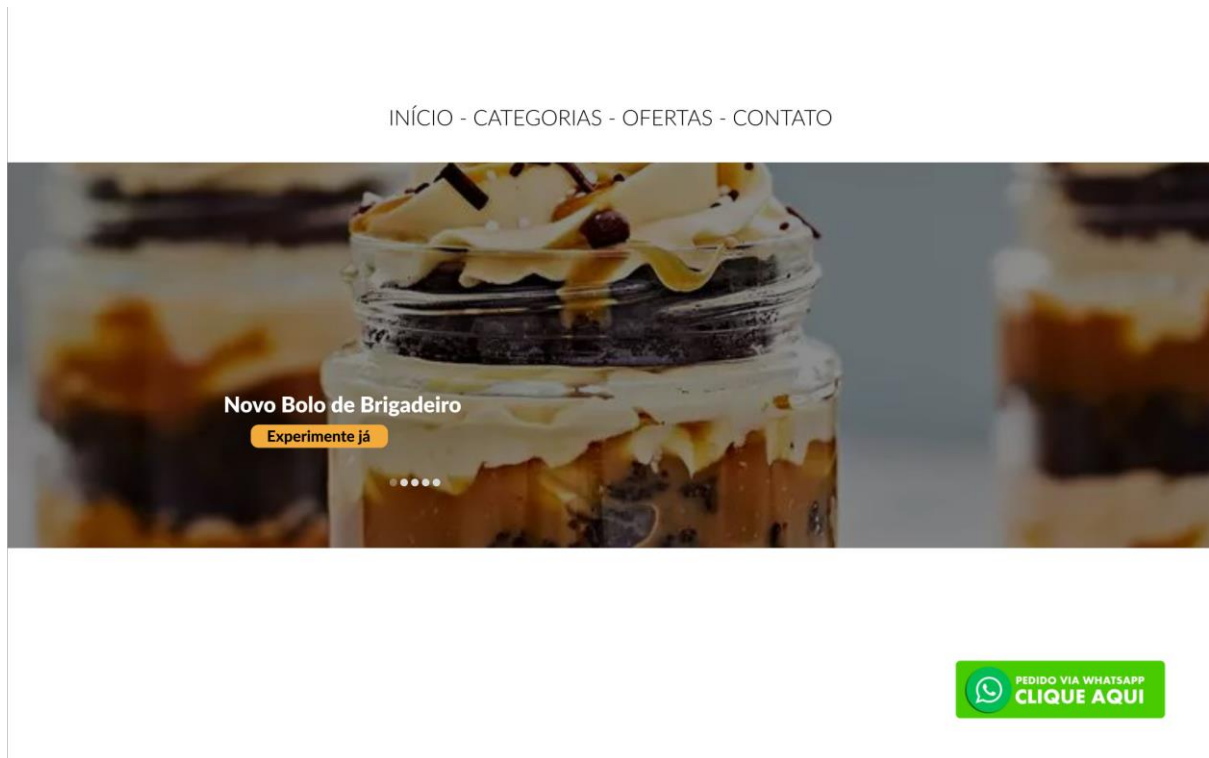 INÍCIO - CATEGORIAS - OFERTAS - CONTATO
Novo Bolo de Brigadeiro
Experimente já
PEDIDO VIA WHATSAPP
CLIQUE AQUI